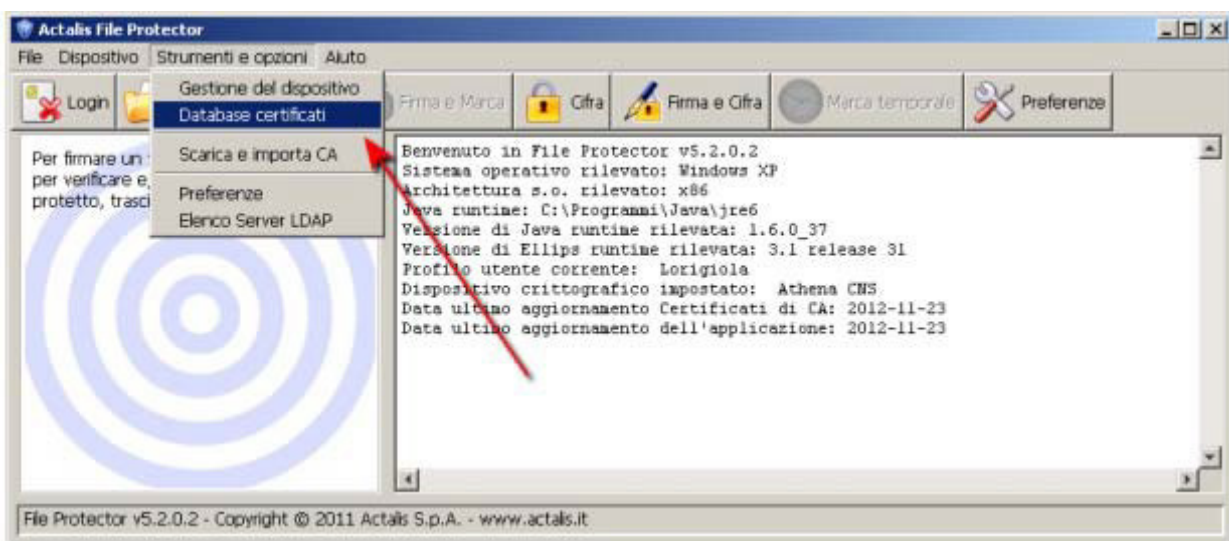 Actalis File Protector
File Dispositivo Strumenti e opzioni Aiuto
Login
Gestione del dispositivo
Database certificati
Scarica e importa CA
Preferenze
Elenco Server LDAP
Firma e Marca
Cifra
Firma e Cifra
Marca temporale
Preferenze
Per firmare un
per verificare e,
protetto, trasci
Benvenuto in File Protector v5.2.0.2
Sistema operativo rilevato: Windows XP
Architettura s.o. rilevato: x86
Java runtime: C:\Programmi\Java\jre6
Versione di Java runtime rilevata: 1.6.0_37
Versione di Ellips runtime rilevata: 3.1 release 31
Profilo utente corrente: Lorigiola
Dispositivo crittografico impostato: Athena CNS
Data ultimo aggiornamento Certificati di CA: 2012-11-23
Data ultimo aggiornamento dell'applicazione: 2012-11-23
File Protector v5.2.0.2 - Copyright © 2011 Actalis S.p.A. - www.actalis.it